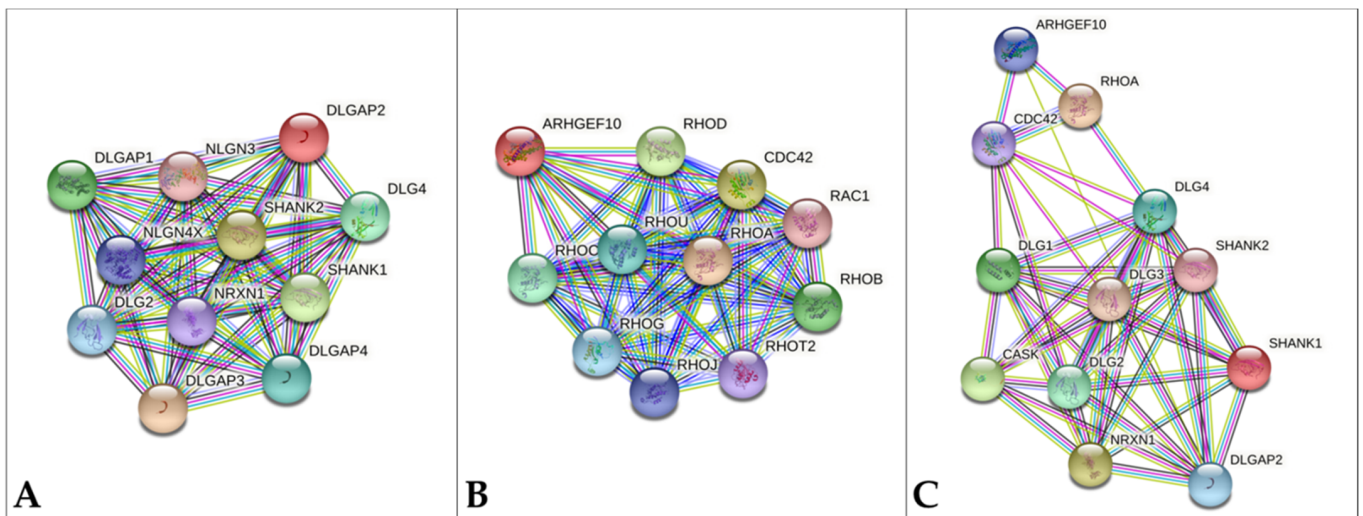 DLGAP2
DLGAP1
NLGN3
DLG4
SHANK2
NLGN4X
SHANK1
DLG2
NRXN1
DLGAP4
DLGAP3
A
ARHGEF10
RHOD
CDC42
RAC1
RHOU
RHOA
RHOC
RHOB
RHOG
RHOT2
RHOJ
B
ARHGEF10
RHOA
CDC42
DLG4
DLG1
SHANK2
DLG3
SHANK1
CASK
DLG2
NRXN1
DLGAP2
C